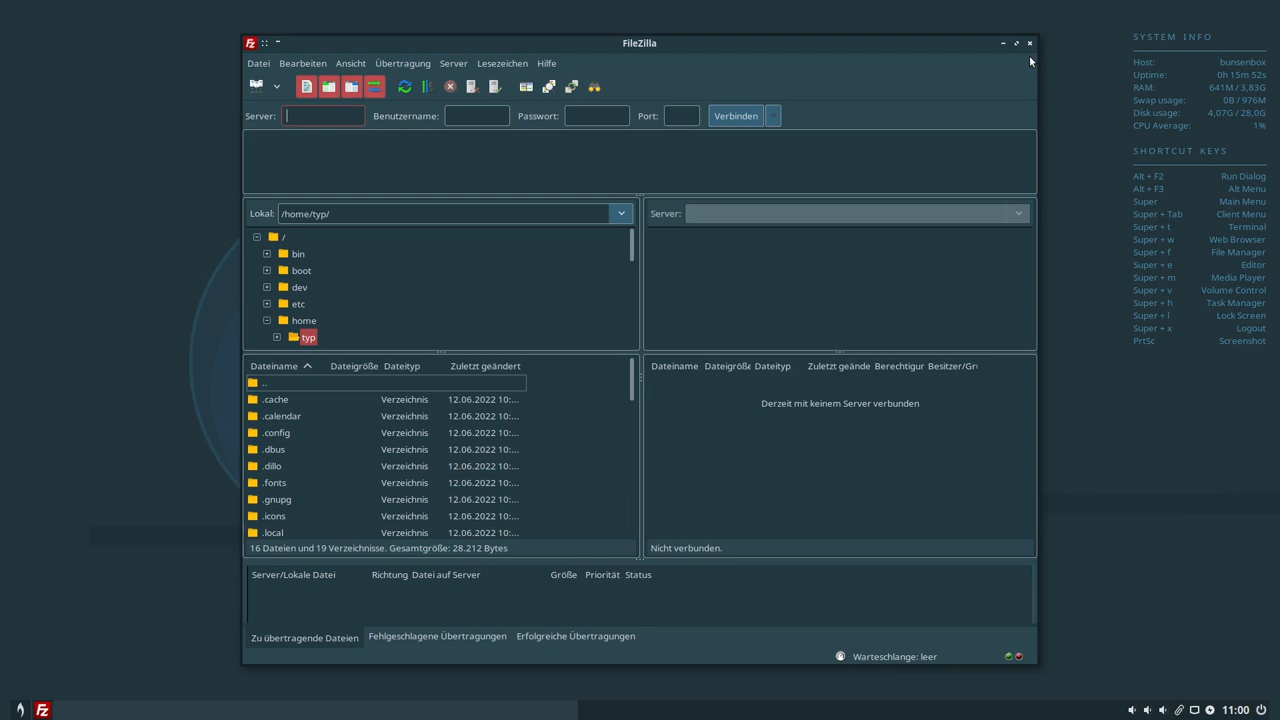 FileZilla
Datei Bearbeiten Ansicht Übertragung Server Lesezeichen Hilfe
Server: Benutzername: Passwort: Port: Verbinden
Lokal: /home/typ/
/
bin
boot
dev
etc
home
typ
Server:
Dateiname Dateigröße Dateityp Zuletzt geändert
..
.cache Verzeichnis 12.06.2022 10:...
.calendar Verzeichnis 12.06.2022 10:...
.config Verzeichnis 12.06.2022 10:...
.dbus Verzeichnis 12.06.2022 10:...
.dillo Verzeichnis 12.06.2022 10:...
.fonts Verzeichnis 12.06.2022 10:...
.gnupg Verzeichnis 12.06.2022 10:...
.icons Verzeichnis 12.06.2022 10:...
.local Verzeichnis 12.06.2022 10:...
16 Dateien und 19 Verzeichnisse. Gesamtgröße: 28.212 Bytes
Dateiname Dateigröße Dateityp Zuletzt geände Berechtigur Besitzer/Gru
Derzeit mit keinem Server verbunden
Nicht verbunden.
Server/Lokale Datei Richtung Datei auf Server Größe Priorität Status
Zu übertragende Dateien Fehlgeschlagene Übertragungen Erfolgreiche Übertragungen
Warteschlange: leer
SYSTEM INFO
Host: bunsenbox
Uptime: 0h 15m 52s
RAM: 641M / 3,83G
Swap usage: 0B / 976M
Disk usage: 4,07G / 28,0G
CPU Average: 1%
SHORTCUT KEYS
Alt + F2 Run Dialog
Alt + F3 Alt Menu
Super Main Menu
Super + Tab Client Menu
Super + t Terminal
Super + w Web Browser
Super + f File Manager
Super + e Editor
Super + m Media Player
Super + v Volume Control
Super + h Task Manager
Super + l Lock Screen
Super + x Logout
PrtSc Screenshot
Fz
11:00